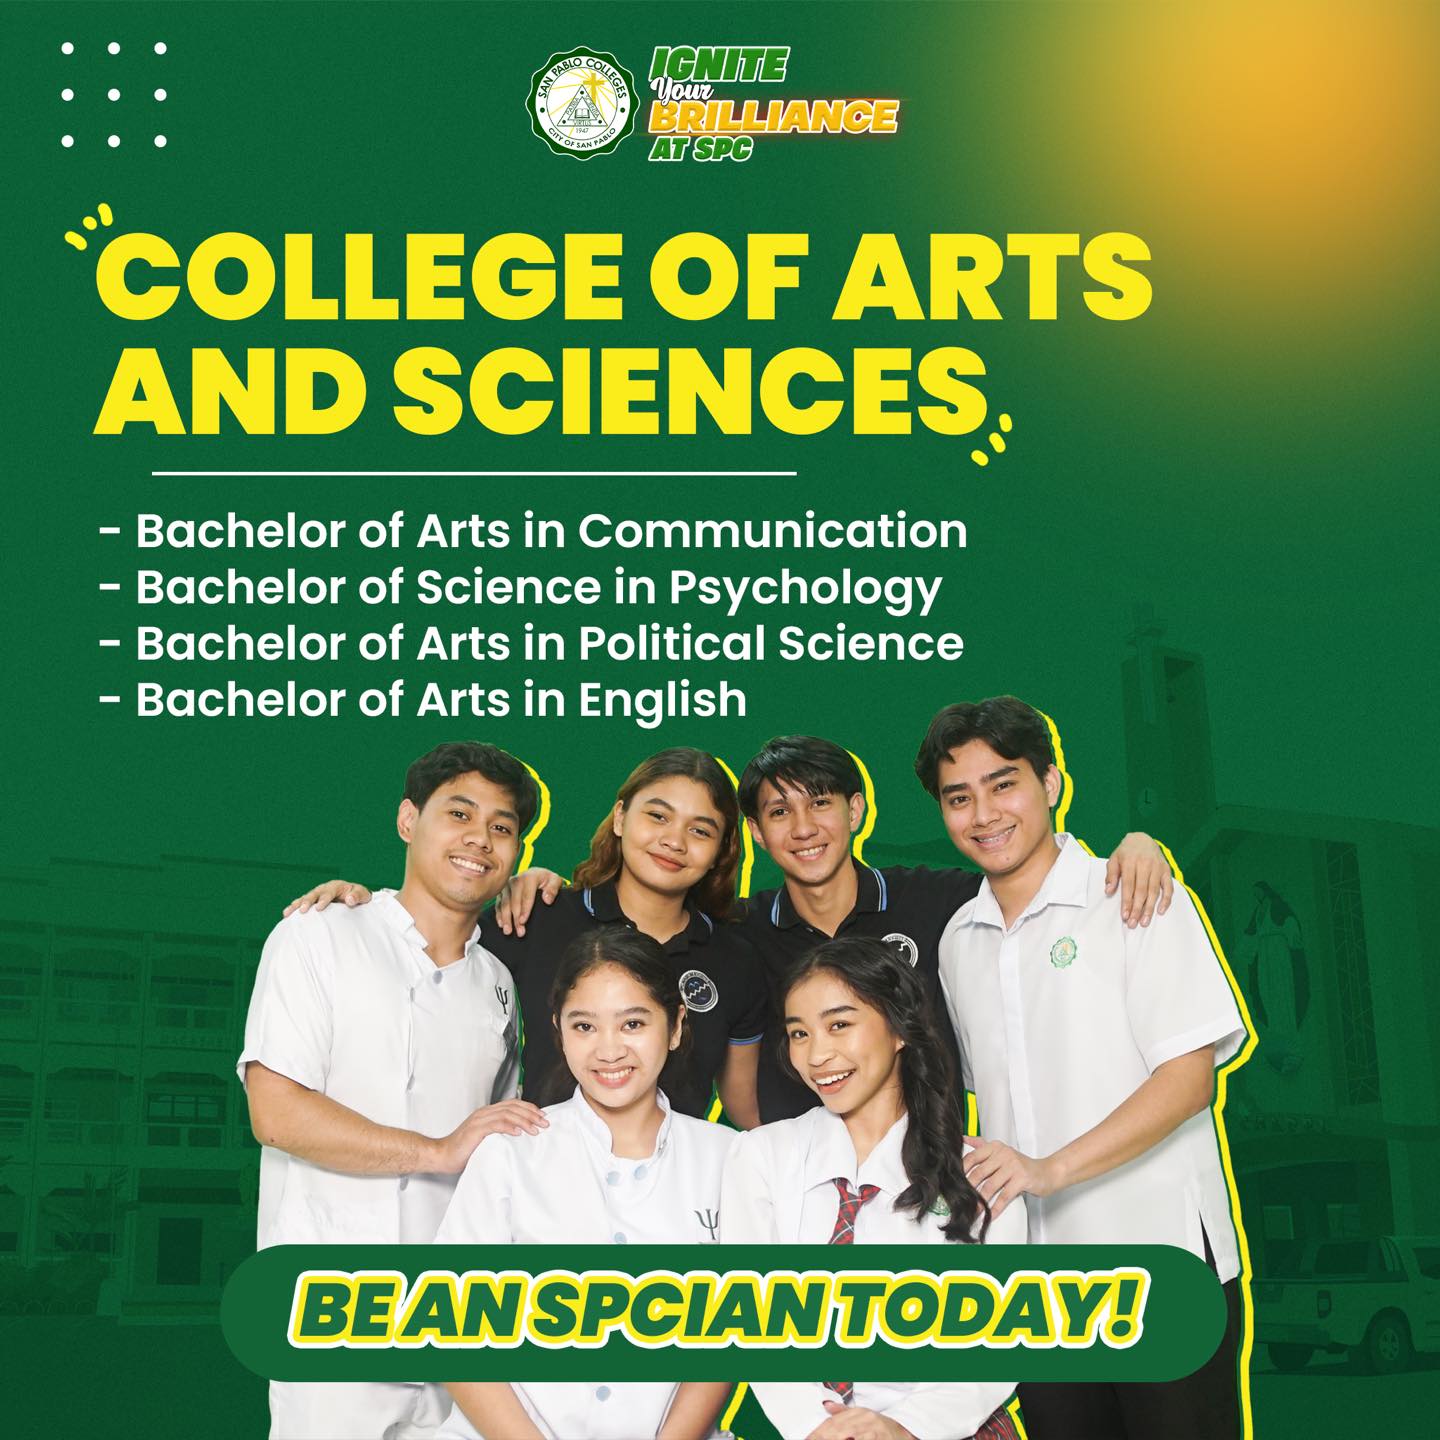 SAN PABLO COLLEGES
1947
CITY OF SAN PABLO
IGNITE
Your
BRILLIANCE
AT SPC
COLLEGE OF ARTS
AND SCIENCES
- Bachelor of Arts in Communication
- Bachelor of Science in Psychology
- Bachelor of Arts in Political Science
- Bachelor of Arts in English
Ψ
Ψ
BE AN SPCIAN TODAY!